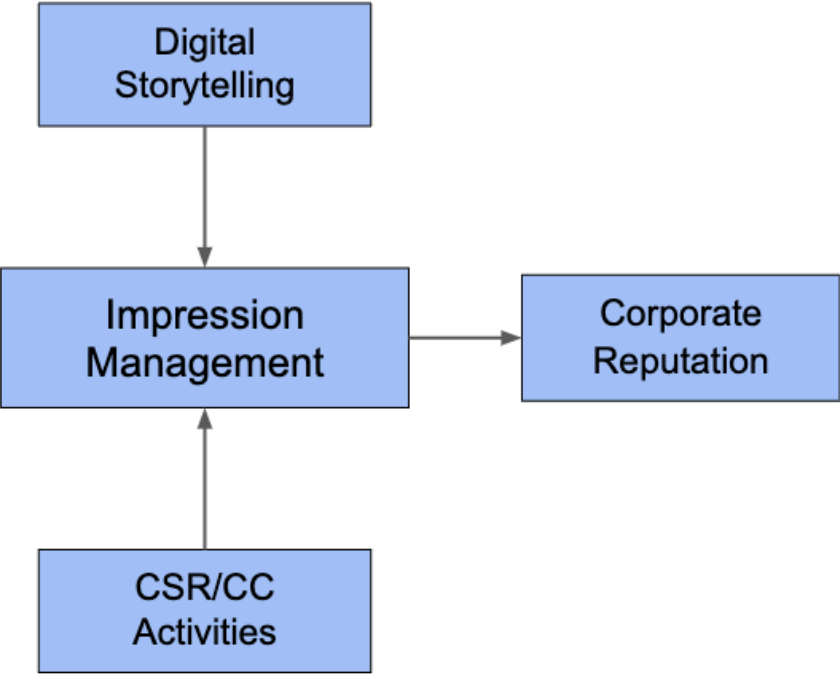 Digital
Storytelling
Impression
Management
Corporate
Reputation
CSR/CC
Activities